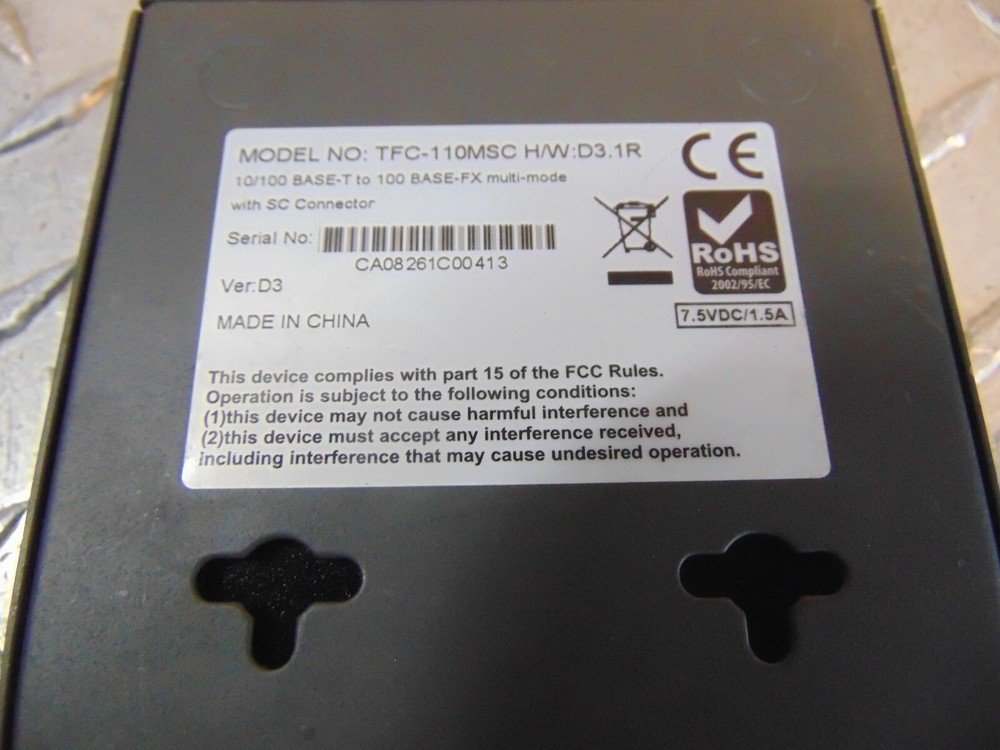 MODEL NO: TFC-110MSC H/W:D3.1R
10/100 BASE-T to 100 BASE-FX multi-mode
with SC Connector
Serial No:
CA08261C00413
Ver:D3
MADE IN CHINA
CE
RoHS
RoHS Compliant
2002/95/EC
7.5VDC/1.5A
This device complies with part 15 of the FCC Rules.
Operation is subject to the following conditions:
(1)this device may not cause harmful interference and
(2)this device must accept any interference received,
including interference that may cause undesired operation.